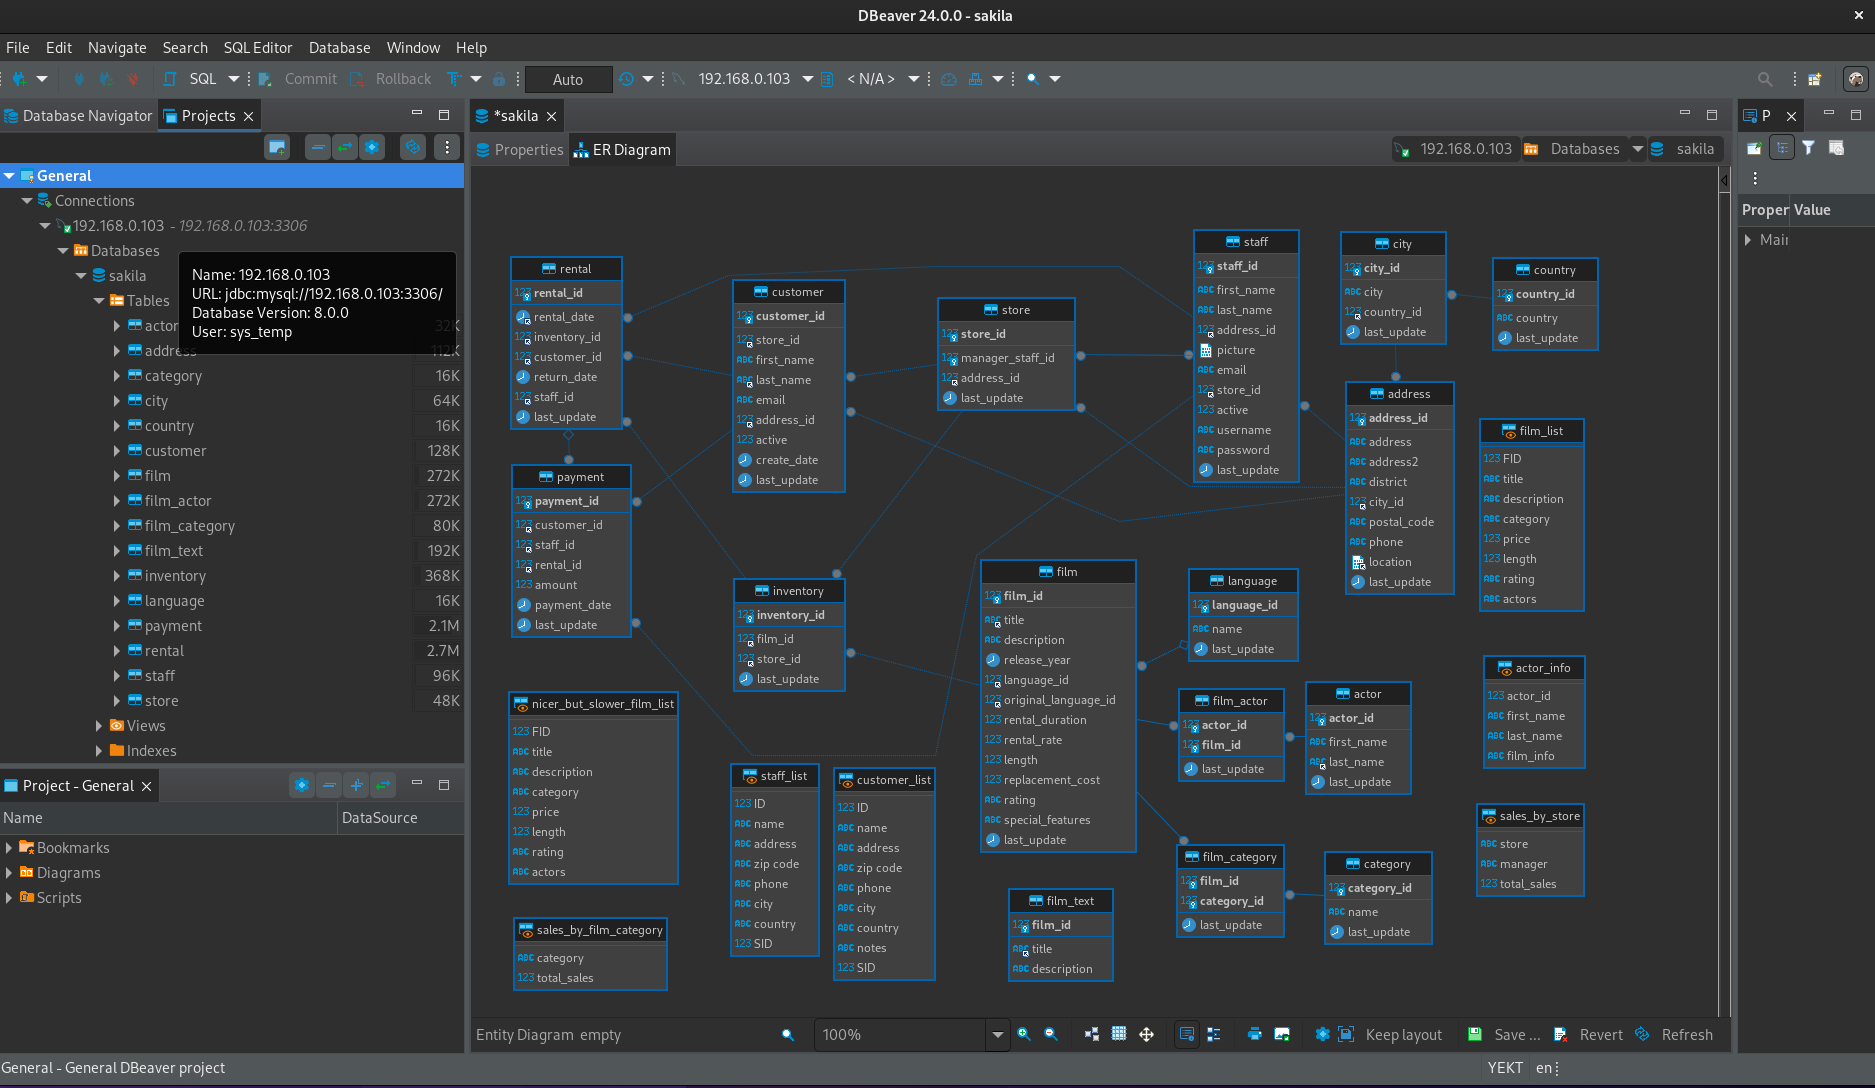 DBeaver 24.0.0 - sakila
File Edit Navigate Search SQL Editor Database Window Help
SQL Commit Rollback Auto 192.168.0.103 < N/A >
Database Navigator Projects
General
Connections
192.168.0.103 - 192.168.0.103:3306
Databases
sakila
Tables
Name: 192.168.0.103
URL: jdbc:mysql://192.168.0.103:3306/
Database Version: 8.0.0
User: sys_temp
actor 32K
address 112K
category 16K
city 64K
country 16K
customer 128K
film 272K
film_actor 272K
film_category 80K
film_text 192K
inventory 368K
language 16K
payment 2.1M
rental 2.7M
staff 96K
store 48K
Views
Indexes
Project - General
Name DataSource
Bookmarks
Diagrams
Scripts
*sakila
Properties ER Diagram 192.168.0.103 Databases sakila
rental
rental_id
rental_date
inventory_id
customer_id
return_date
staff_id
last_update
customer
customer_id
store_id
first_name
last_name
email
address_id
active
create_date
last_update
store
store_id
manager_staff_id
address_id
last_update
staff
staff_id
first_name
last_name
address_id
picture
email
store_id
active
username
password
last_update
city
city_id
city
country_id
last_update
country
country_id
country
last_update
address
address_id
address
address2
district
city_id
postal_code
phone
location
last_update
film_list
FID
title
description
category
price
length
rating
actors
payment
payment_id
customer_id
staff_id
rental_id
amount
payment_date
last_update
inventory
inventory_id
film_id
store_id
last_update
film
film_id
title
description
release_year
language_id
original_language_id
rental_duration
rental_rate
length
replacement_cost
rating
special_features
last_update
language
language_id
name
last_update
film_actor
actor_id
film_id
last_update
actor
actor_id
first_name
last_name
last_update
actor_info
actor_id
first_name
last_name
film_info
nicer_but_slower_film_list
FID
title
description
category
price
length
rating
actors
staff_list
ID
name
address
zip code
phone
city
country
SID
customer_list
ID
name
address
zip code
phone
city
country
notes
SID
film_category
film_id
category_id
last_update
category
category_id
name
last_update
sales_by_store
store
manager
total_sales
sales_by_film_category
category
total_sales
film_text
film_id
title
description
Entity Diagram empty 100% Keep layout Save ... Revert Refresh
P
Proper Value
Mair
General - General DBeaver project YEKT en